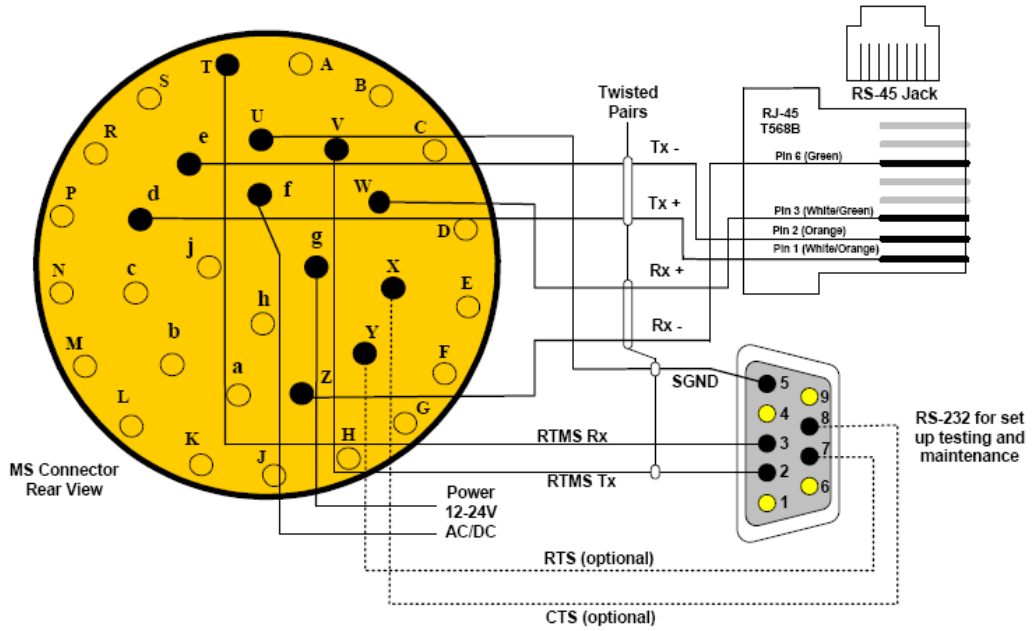 RS-45 Jack
RJ-45
T568B
Pin 6 (Green)
Pin 3 (White/Green)
Pin 2 (Orange)
Pin 1 (White/Orange)
Twisted
Pairs
Tx -
Tx +
Rx +
Rx -
SGND
RTMS Rx
RTMS Tx
Power
12-24V
AC/DC
RTS (optional)
CTS (optional)
MS Connector
Rear View
RS-232 for set
up testing and
maintenance
A
B
C
D
E
F
G
H
J
K
L
M
N
P
R
S
T
U
V
W
X
Y
Z
a
b
c
d
e
f
g
h
j
5
4
3
2
1
9
8
7
6